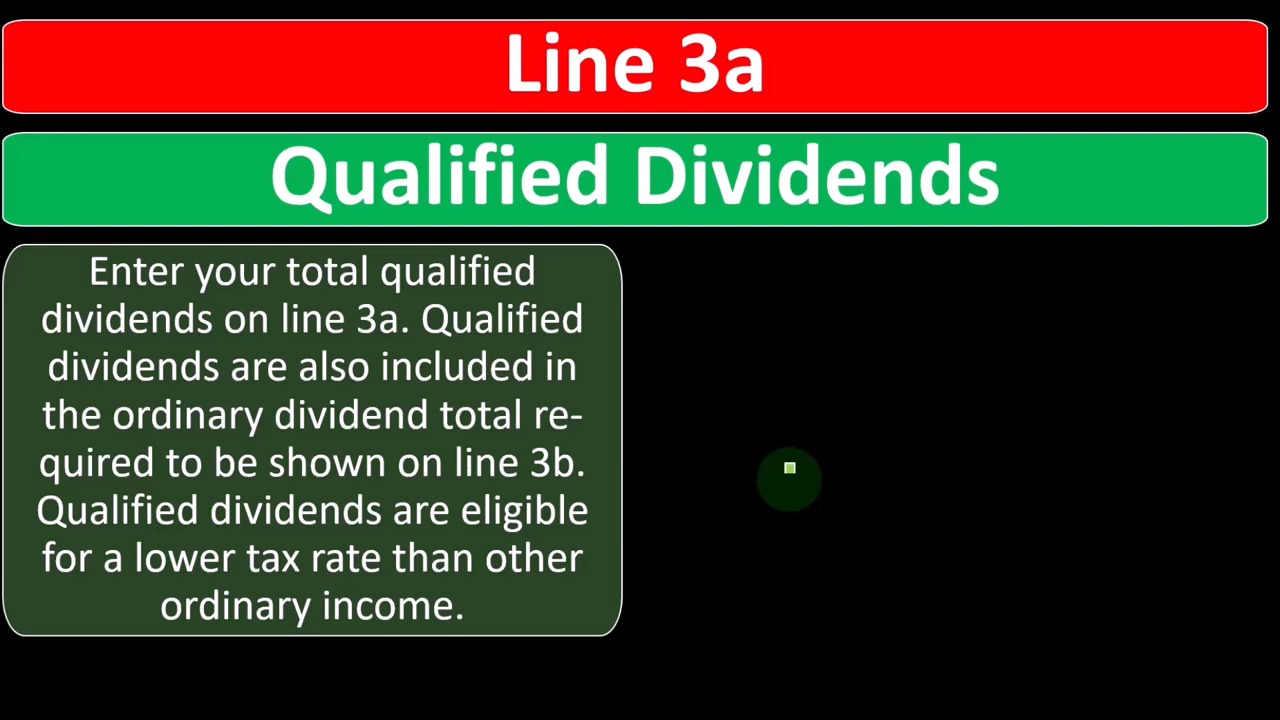 Line 3a
Qualified Dividends
Enter your total qualified
dividends on line 3a. Qualified
dividends are also included in
the ordinary dividend total re-
quired to be shown on line 3b.
Qualified dividends are eligible
for a lower tax rate than other
ordinary income.